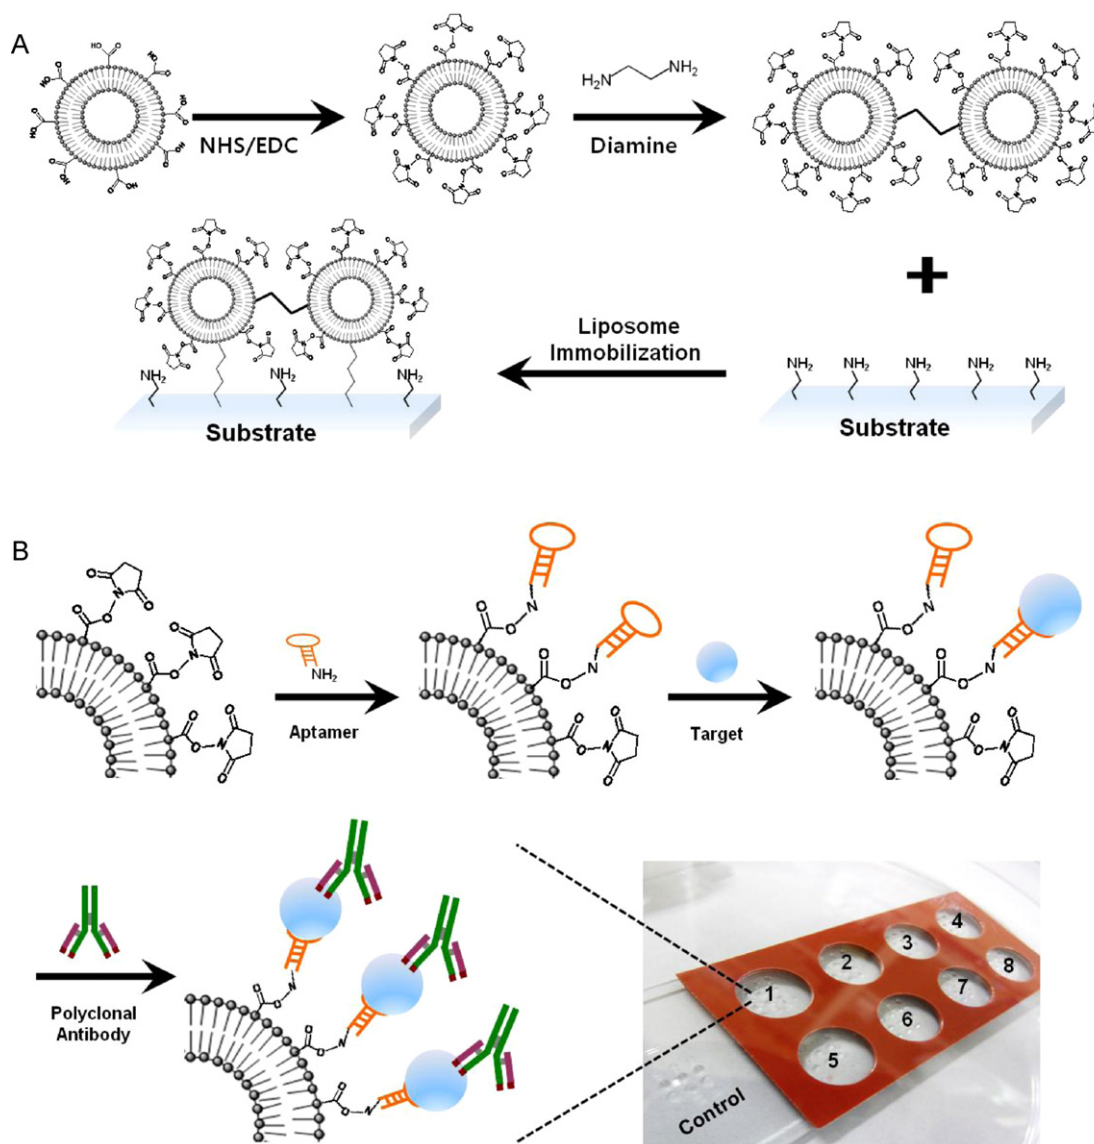 A
HO
O
NHS/EDC
H₂N
NH₂
Diamine
+
Liposome
Immobilization
NH₂ NH₂ NH₂ NH₂ NH₂
Substrate
NH₂ NH₂ NH₂
Substrate
B
O
N
NH₂
Aptamer
Target
Polyclonal
Antibody
1 2 3 4
5 6 7 8
Control